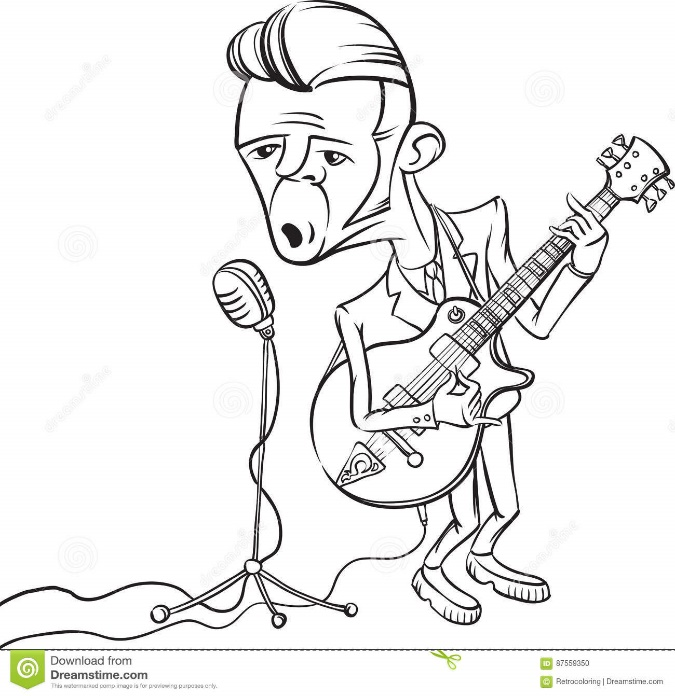 Download from
Dreamstime.com
This watermarked comp image is for previewing purposes only.
87559350
Retrocoloring | Dreamstime.com